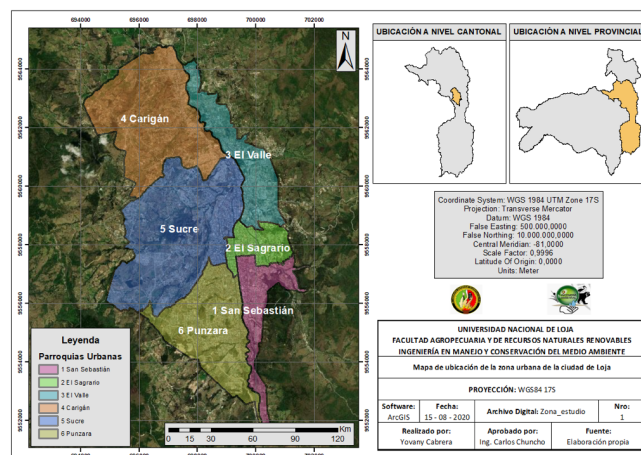 694000 696000 698000 700000 702000
9564000
9562000
9560000
9558000
9556000
9554000
9552000
N
4 Carigán
3 El Valle
5 Sucre
2 El Sagrario
1 San Sebastián
6 Punzara
Leyenda
Parroquias Urbanas
1 San Sebastián
2 El Sagrario
3 El Valle
4 Carigán
5 Sucre
6 Punzara
Km
0 15 30 60 90 120
694000 696000 698000 700000 702000
UBICACIÓN A NIVEL CANTONAL
UBICACIÓN A NIVEL PROVINCIAL
Coordinate System: WGS 1984 UTM Zone 17S
Projection: Transverse Mercator
Datum: WGS 1984
False Easting: 500.000,0000
False Northing: 10.000.000,0000
Central Meridian: -81,0000
Scale Factor: 0,9996
Latitude Of Origin: 0,0000
Units: Meter
UNIVERSIDAD NACIONAL DE LOJA
FACULTAD AGROPECUARIA Y DE RECURSOS NATURALES RENOVABLES
INGENIERÍA EN MANEJO Y CONSERVACIÓN DEL MEDIO AMBIENTE
Mapa de ubicación de la zona urbana de la ciudad de Loja
PROYECCIÓN: WGS84 17S
Software:
ArcGIS
Fecha:
15 - 08 - 2020
Archivo Digital: Zona_estudio
Nro:
1
Realizado por:
Yovany Cabrera
Aprobado por:
Ing. Carlos Chuncho
Fuente:
Elaboración propia